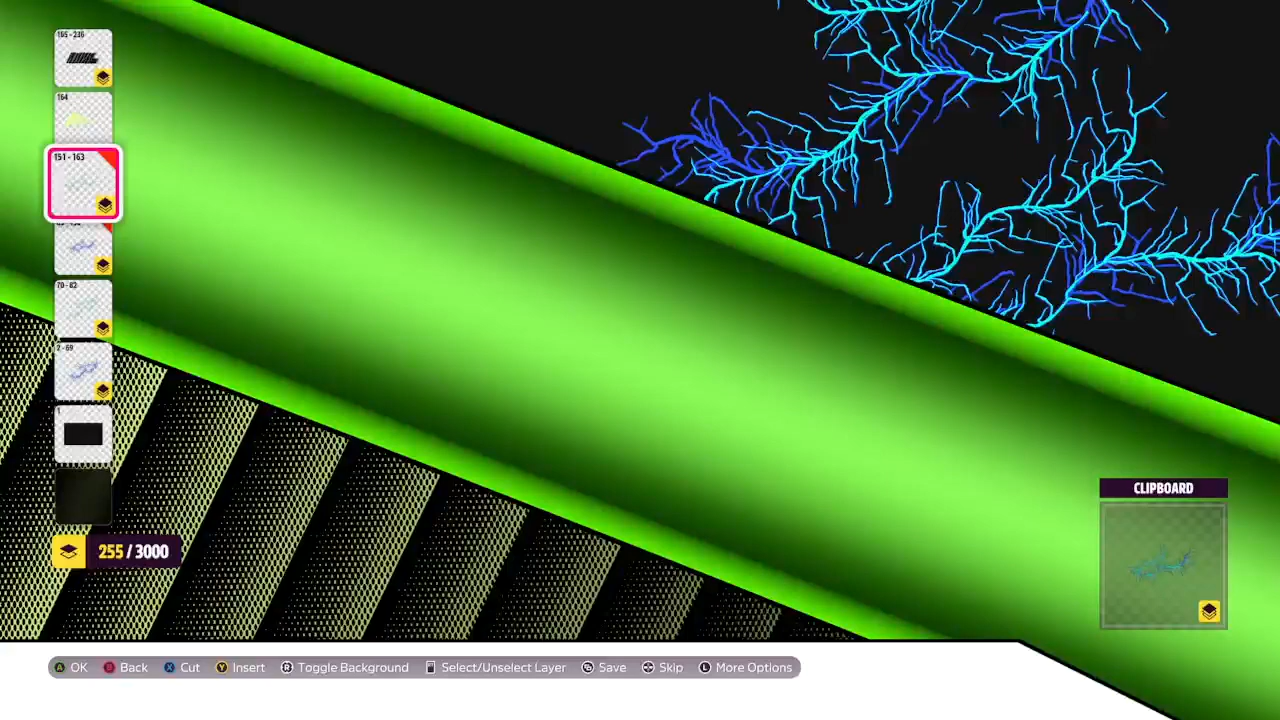 165 - 236
164
151 - 163
70 - 82
2 - 69
255 / 3000
CLIPBOARD
A OK B Back X Cut Y Insert R Toggle Background Select/Unselect Layer Save Skip L More Options